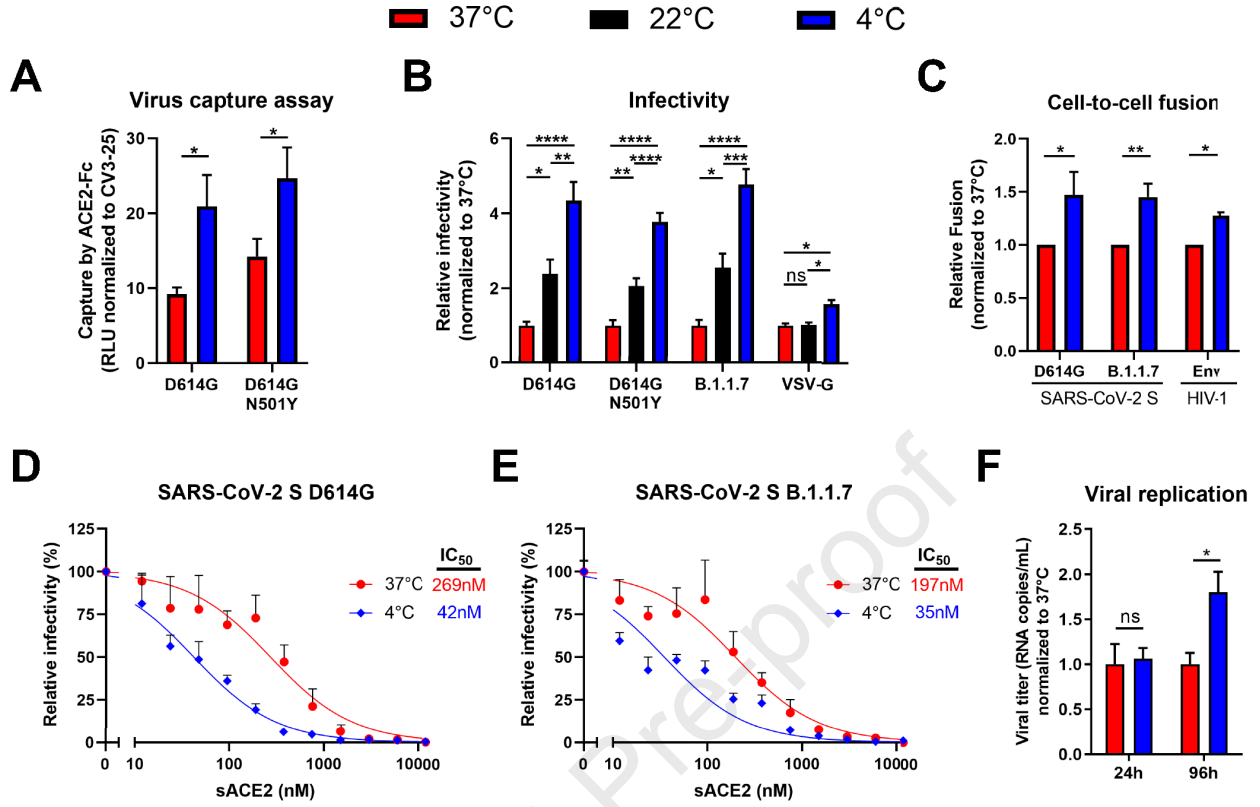 37°C 22°C 4°C
A
Virus capture assay
Capture by ACE2-Fc
(RLU normalized to CV3-25)
30
20
10
0
* *
D614G D614G
N501Y
B
Infectivity
Relative infectivity
(normalized to 37°C)
6
4
2
0
**** **** ****
** **** ***
* ** *
*
ns *
D614G D614G B.1.1.7 VSV-G
N501Y
C
Cell-to-cell fusion
Relative Fusion
(normalized to 37°C)
2.0
1.5
1.0
0.5
0.0
* ** *
D614G B.1.1.7 Env
SARS-CoV-2 S HIV-1
D
SARS-CoV-2 S D614G
Relative infectivity (%)
125
100
75
50
25
0
IC50
37°C 269nM
4°C 42nM
0 10 100 1000 10000
sACE2 (nM)
E
SARS-CoV-2 S B.1.1.7
Relative infectivity (%)
125
100
75
50
25
0
IC50
37°C 197nM
4°C 35nM
0 10 100 1000 10000
sACE2 (nM)
F
Viral replication
Viral titer (RNA copies/mL)
normalized to 37°C
2.5
2.0
1.5
1.0
0.5
0.0
ns *
24h 96h
Pre-proof